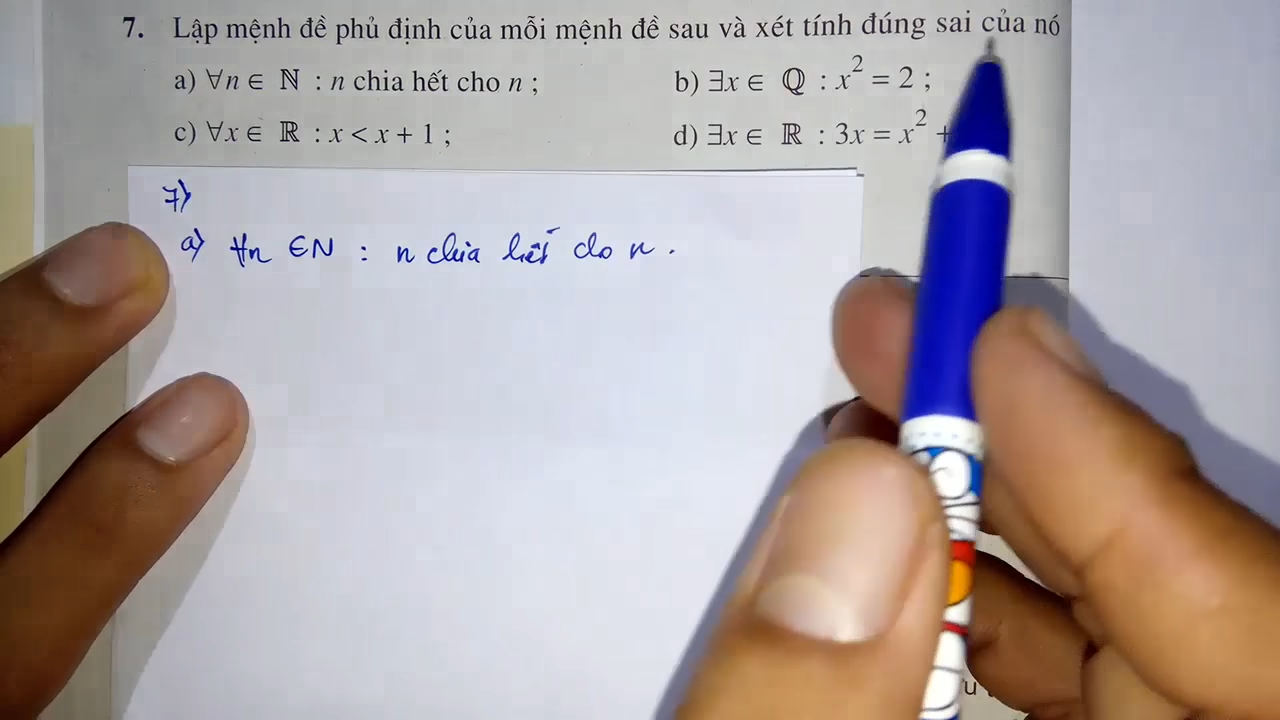 7. Lập mệnh đề phủ định của mỗi mệnh đề sau và xét tính đúng sai của nó
a) ∀n ∈ ℕ : n chia hết cho n ;
b) ∃x ∈ ℚ : x² = 2 ;
c) ∀x ∈ ℝ : x < x + 1 ;
d) ∃x ∈ ℝ : 3x = x² +
7)
a) ∀n ∈ N : n chia hết cho n .